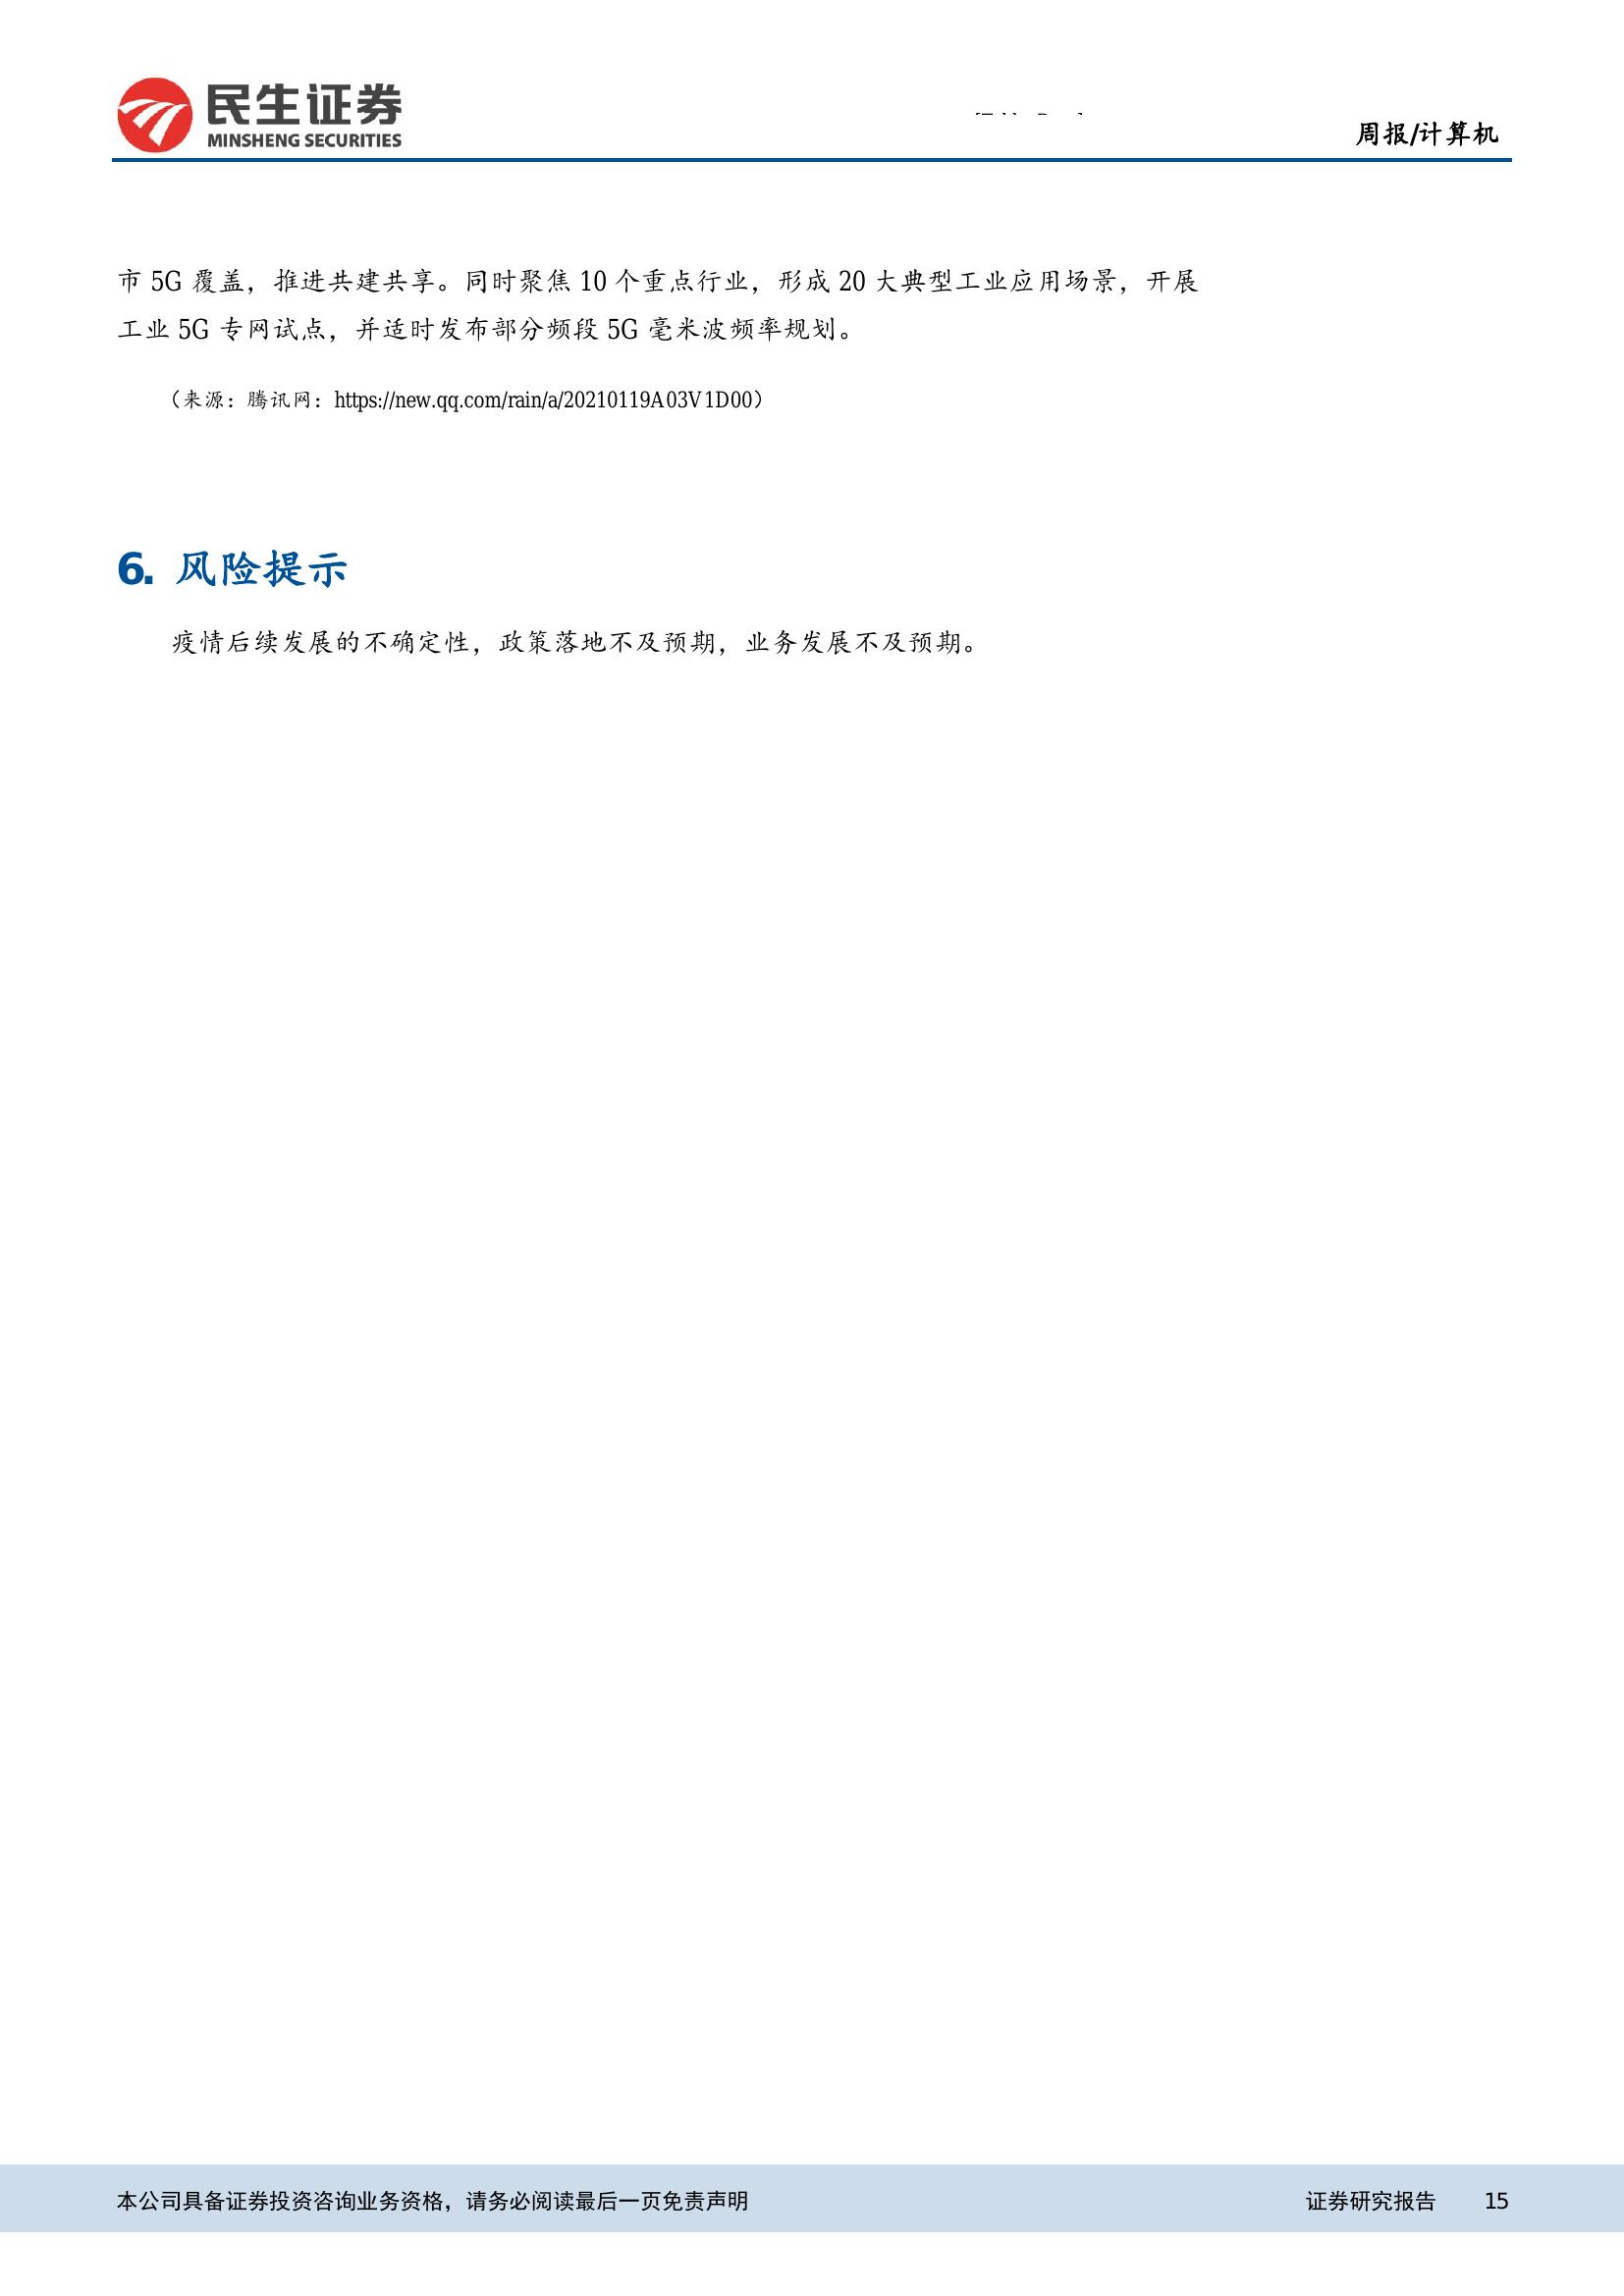 民生证券
MINSHENG SECURITIES
周报/计算机
市 5G 覆盖，推进共建共享。同时聚焦 10 个重点行业，形成 20 大典型工业应用场景，开展
工业 5G 专网试点，并适时发布部分频段 5G 毫米波频率规划。
（来源：腾讯网：https://new.qq.com/rain/a/20210119A03V1D00）
6. 风险提示
疫情后续发展的不确定性，政策落地不及预期，业务发展不及预期。
本公司具备证券投资咨询业务资格，请务必阅读最后一页免责声明 证券研究报告 15